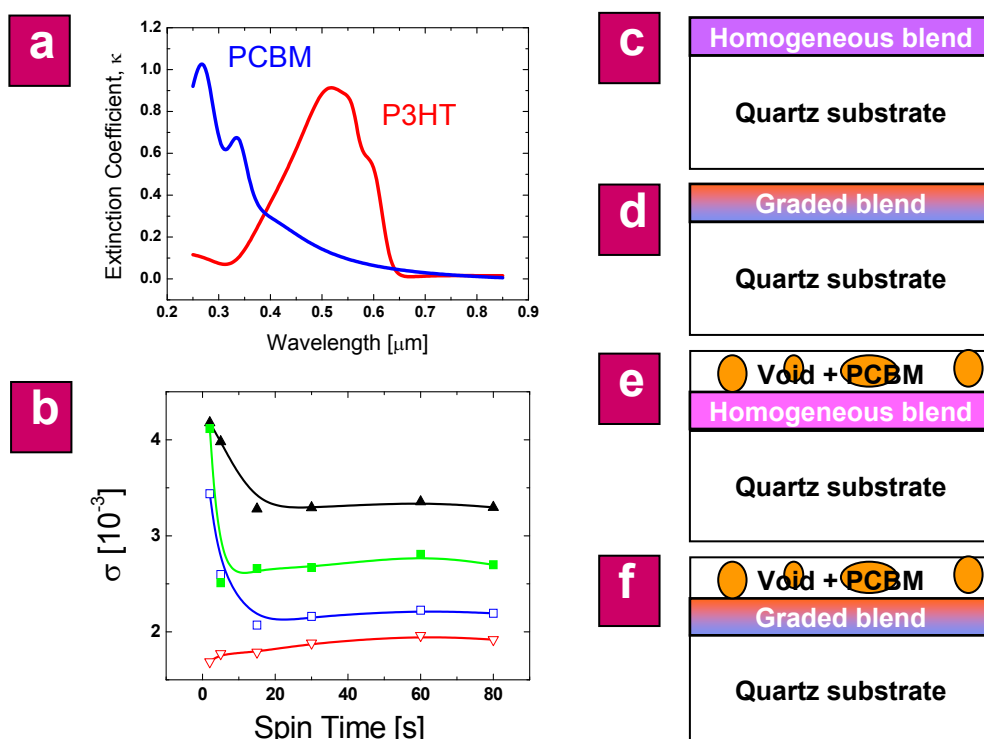 a
PCBM
P3HT
Extinction Coefficient, κ
1.2
1.0
0.8
0.6
0.4
0.2
0.0
0.2 0.3 0.4 0.5 0.6 0.7 0.8 0.9
Wavelength [μm]
b
σ [10⁻³]
4
3
2
0 20 40 60 80
Spin Time [s]
c
Homogeneous blend
Quartz substrate
d
Graded blend
Quartz substrate
e
Void + PCBM
Homogeneous blend
Quartz substrate
f
Void + PCBM
Graded blend
Quartz substrate